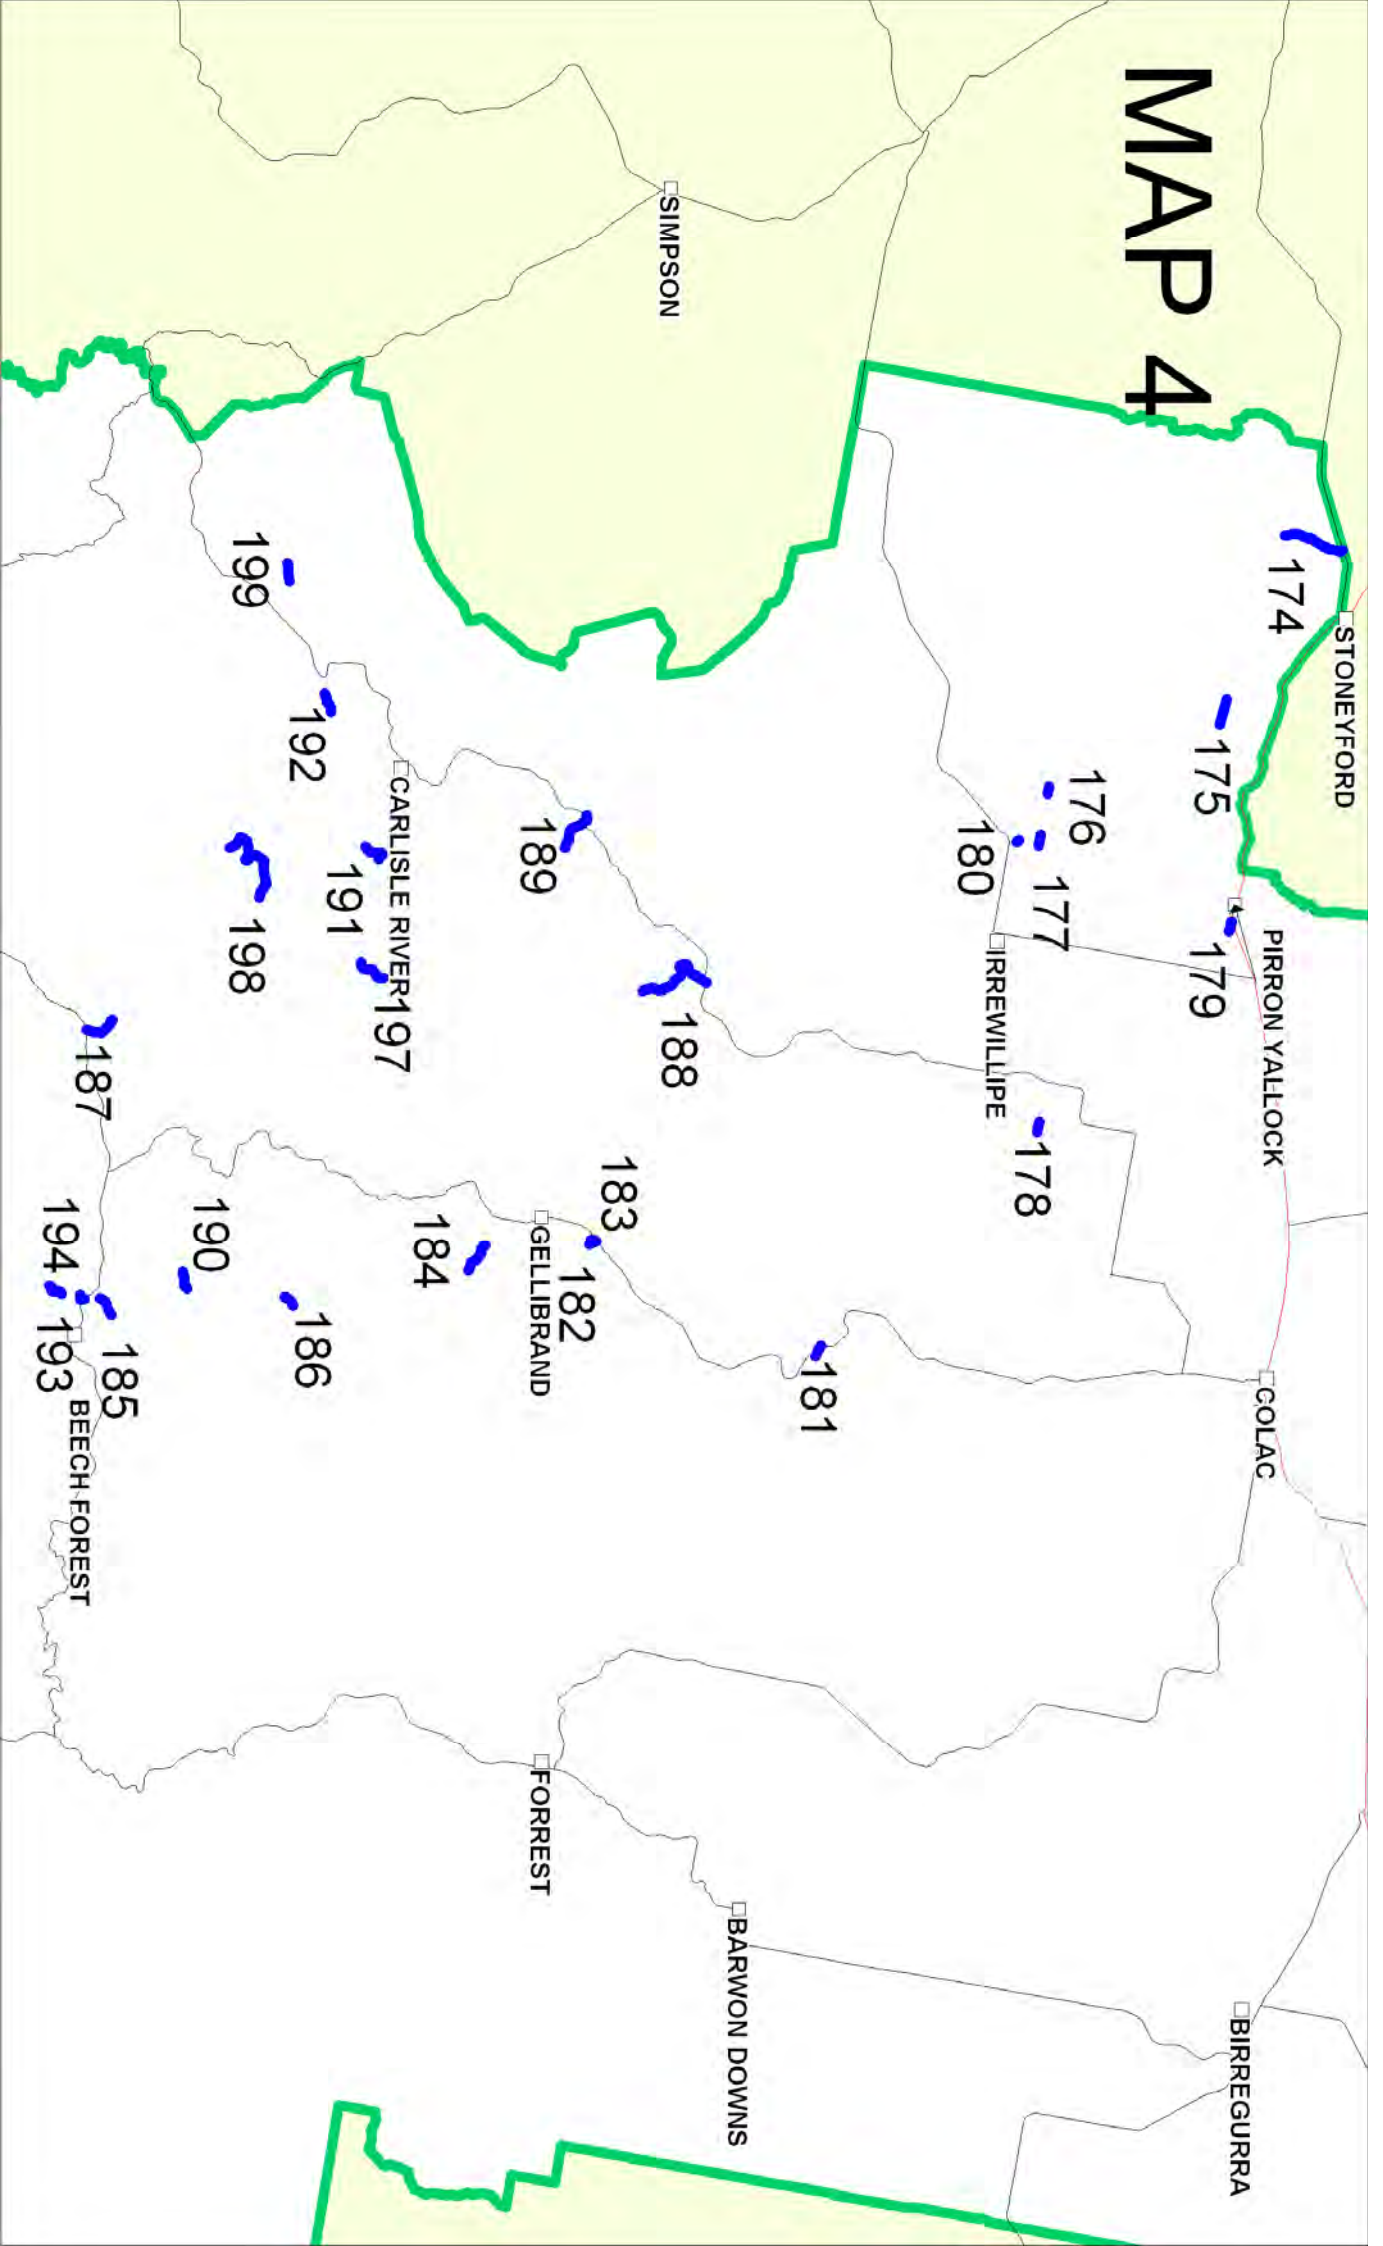 MAP 4
STONEYFORD
174
175
PIRRON YALLOCK
179
COLAC
BIRREGURRA
176
177
180
IRREWILLIPE
178
181
BARWON DOWNS
SIMPSON
188
183
182
189
GELLIBRAND
FORREST
184
CARLISLE RIVER
197
191
192
199
198
186
190
187
185
194
193
BEECH FOREST